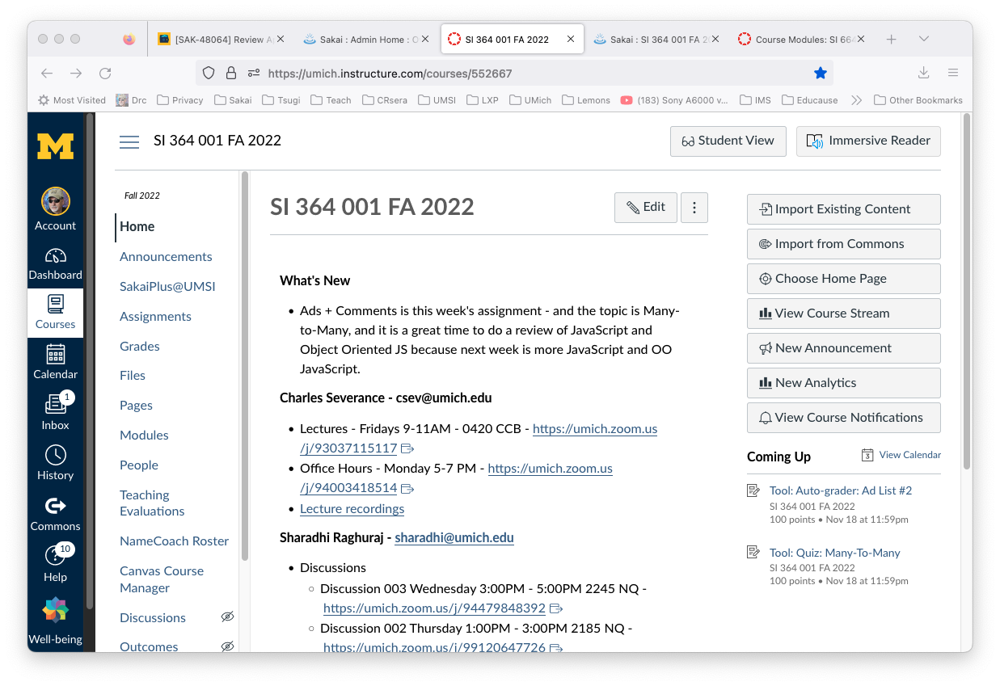 [SAK-48064] Review A
Sakai : Admin Home : O
SI 364 001 FA 2022
Sakai : SI 364 001 FA 2
Course Modules: SI 664
https://umich.instructure.com/courses/552667
Most Visited
Drc
Privacy
Sakai
Tsugi
Teach
CRsera
UMSI
LXP
UMich
Lemons
(183) Sony A6000 v...
IMS
Educause
Other Bookmarks
M
Account
Dashboard
Courses
Calendar
1
Inbox
History
Commons
10
Help
Well-being
SI 364 001 FA 2022
Student View
Immersive Reader
Fall 2022
Home
Announcements
SakaiPlus@UMSI
Assignments
Grades
Files
Pages
Modules
People
Teaching
Evaluations
NameCoach Roster
Canvas Course
Manager
Discussions
Outcomes
SI 364 001 FA 2022
Edit
What's New
• Ads + Comments is this week's assignment - and the topic is Many-
to-Many, and it is a great time to do a review of JavaScript and
Object Oriented JS because next week is more JavaScript and OO
JavaScript.
Charles Severance - csev@umich.edu
• Lectures - Fridays 9-11AM - 0420 CCB - https://umich.zoom.us
/j/93037115117
• Office Hours - Monday 5-7 PM - https://umich.zoom.us
/j/94003418514
• Lecture recordings
Sharadhi Raghuraj - sharadhi@umich.edu
• Discussions
○ Discussion 003 Wednesday 3:00PM - 5:00PM 2245 NQ -
https://umich.zoom.us/j/94479848392
○ Discussion 002 Thursday 1:00PM - 3:00PM 2185 NQ -
https://umich.zoom.us/j/99120647726
Import Existing Content
Import from Commons
Choose Home Page
View Course Stream
New Announcement
New Analytics
View Course Notifications
Coming Up
3
View Calendar
Tool: Auto-grader: Ad List #2
SI 364 001 FA 2022
100 points • Nov 18 at 11:59pm
Tool: Quiz: Many-To-Many
SI 364 001 FA 2022
100 points • Nov 18 at 11:59pm